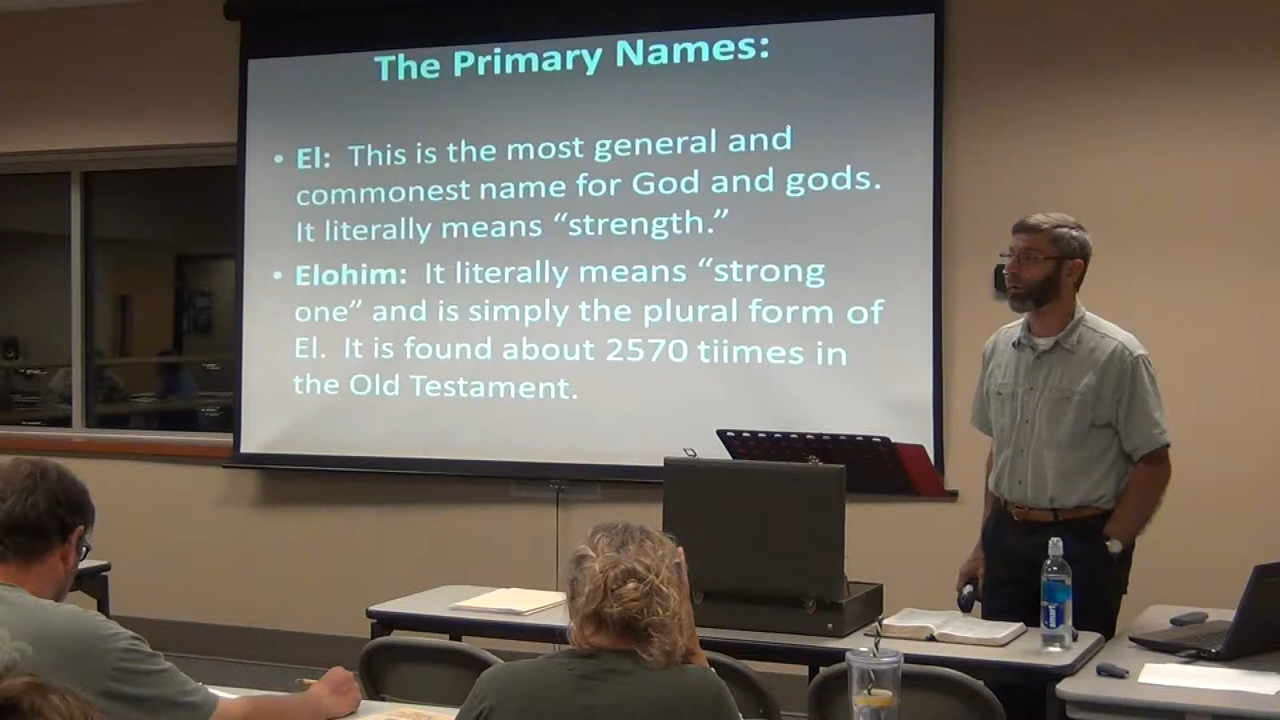 The Primary Names:
• El: This is the most general and
commonest name for God and gods.
It literally means “strength.”
• Elohim: It literally means “strong
one” and is simply the plural form of
El. It is found about 2570 tiimes in
the Old Testament.
smart